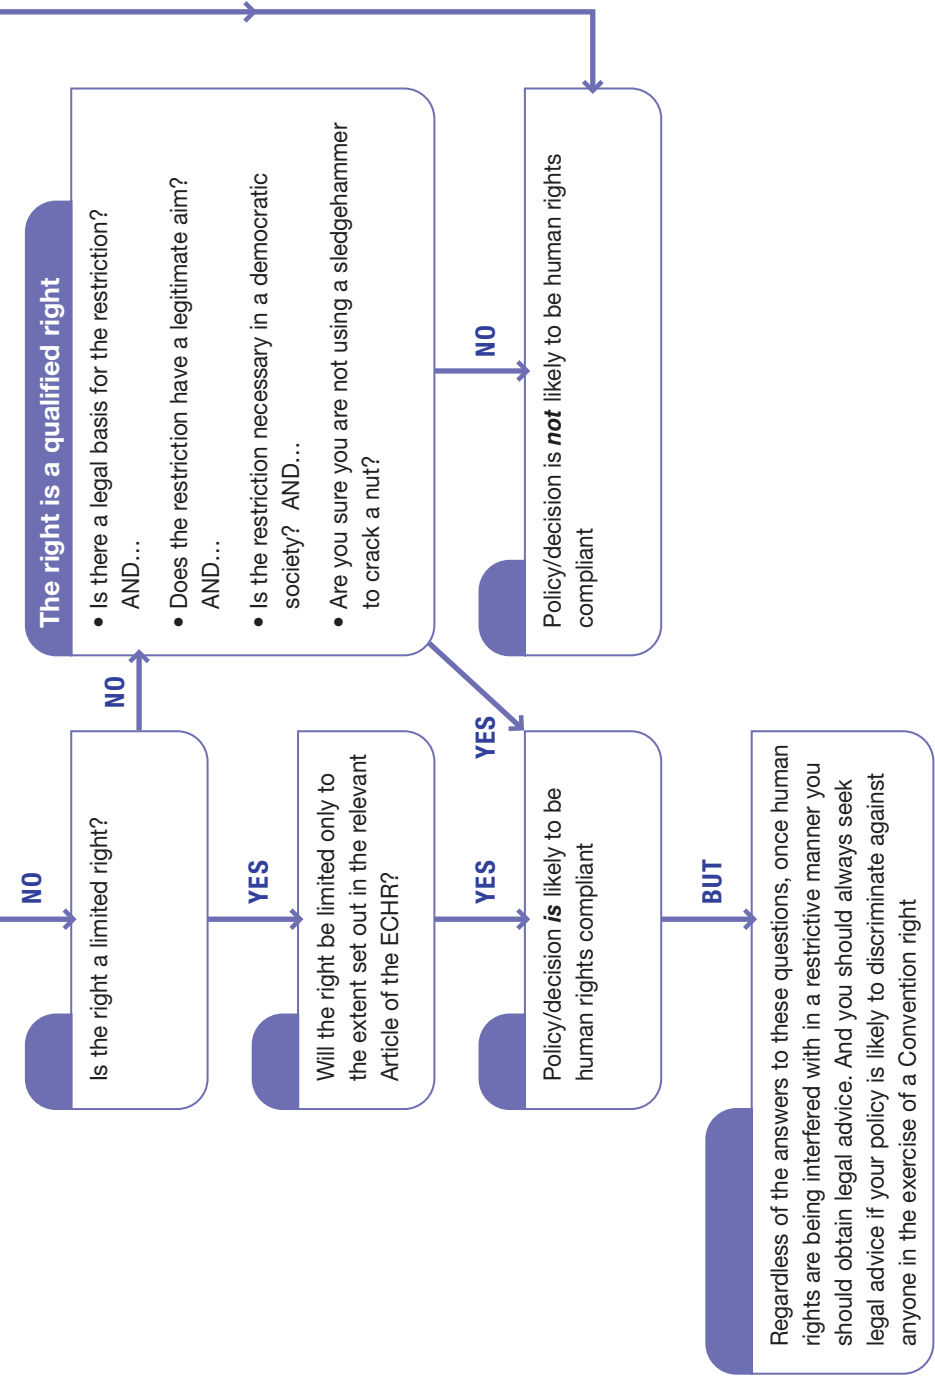 NO
Is the right a limited right?
NO
The right is a qualified right
• Is there a legal basis for the restriction?
AND…
• Does the restriction have a legitimate aim?
AND…
• Is the restriction necessary in a democratic
society?  AND…
• Are you sure you are not using a sledgehammer
to crack a nut?
YES
Will the right be limited only to
the extent set out in the relevant
Article of the ECHR?
YES
YES
NO
Policy/decision is likely to be
human rights compliant
Policy/decision is not likely to be human rights
compliant
BUT
Regardless of the answers to these questions, once human
rights are being interfered with in a restrictive manner you
should obtain legal advice. And you should always seek
legal advice if your policy is likely to discriminate against
anyone in the exercise of a Convention right